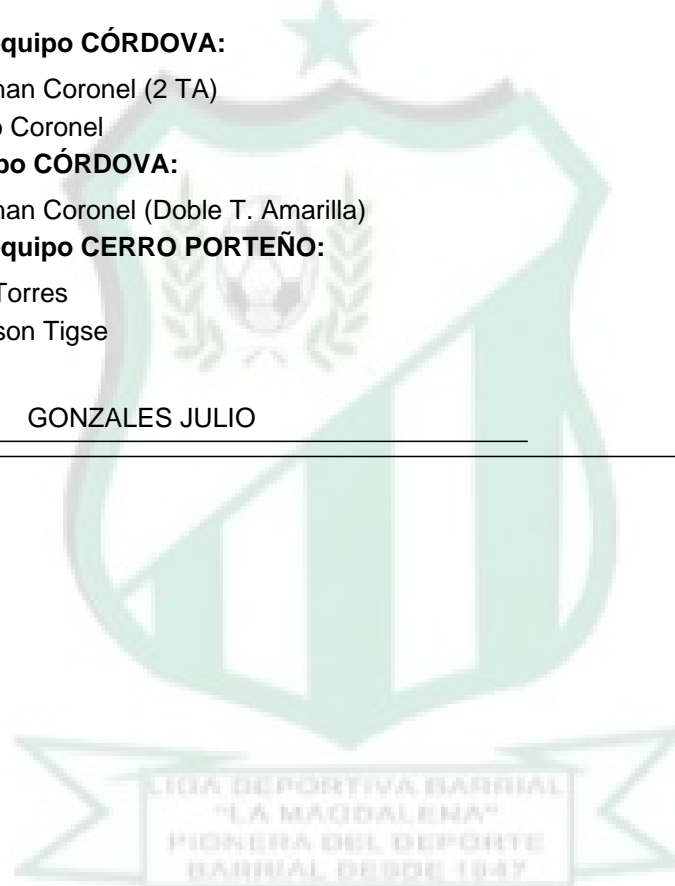 quipo CÓRDOVA:
nan Coronel (2 TA)
o Coronel
po CÓRDOVA:
nan Coronel (Doble T. Amarilla)
quipo CERRO PORTEÑO:
Torres
son Tigse
GONZALES JULIO
LIGA DEPORTIVA BARRIAL
"LA MAGDALENA"
PIONERA DEL DEPORTE
BARRIAL DESDE 1947